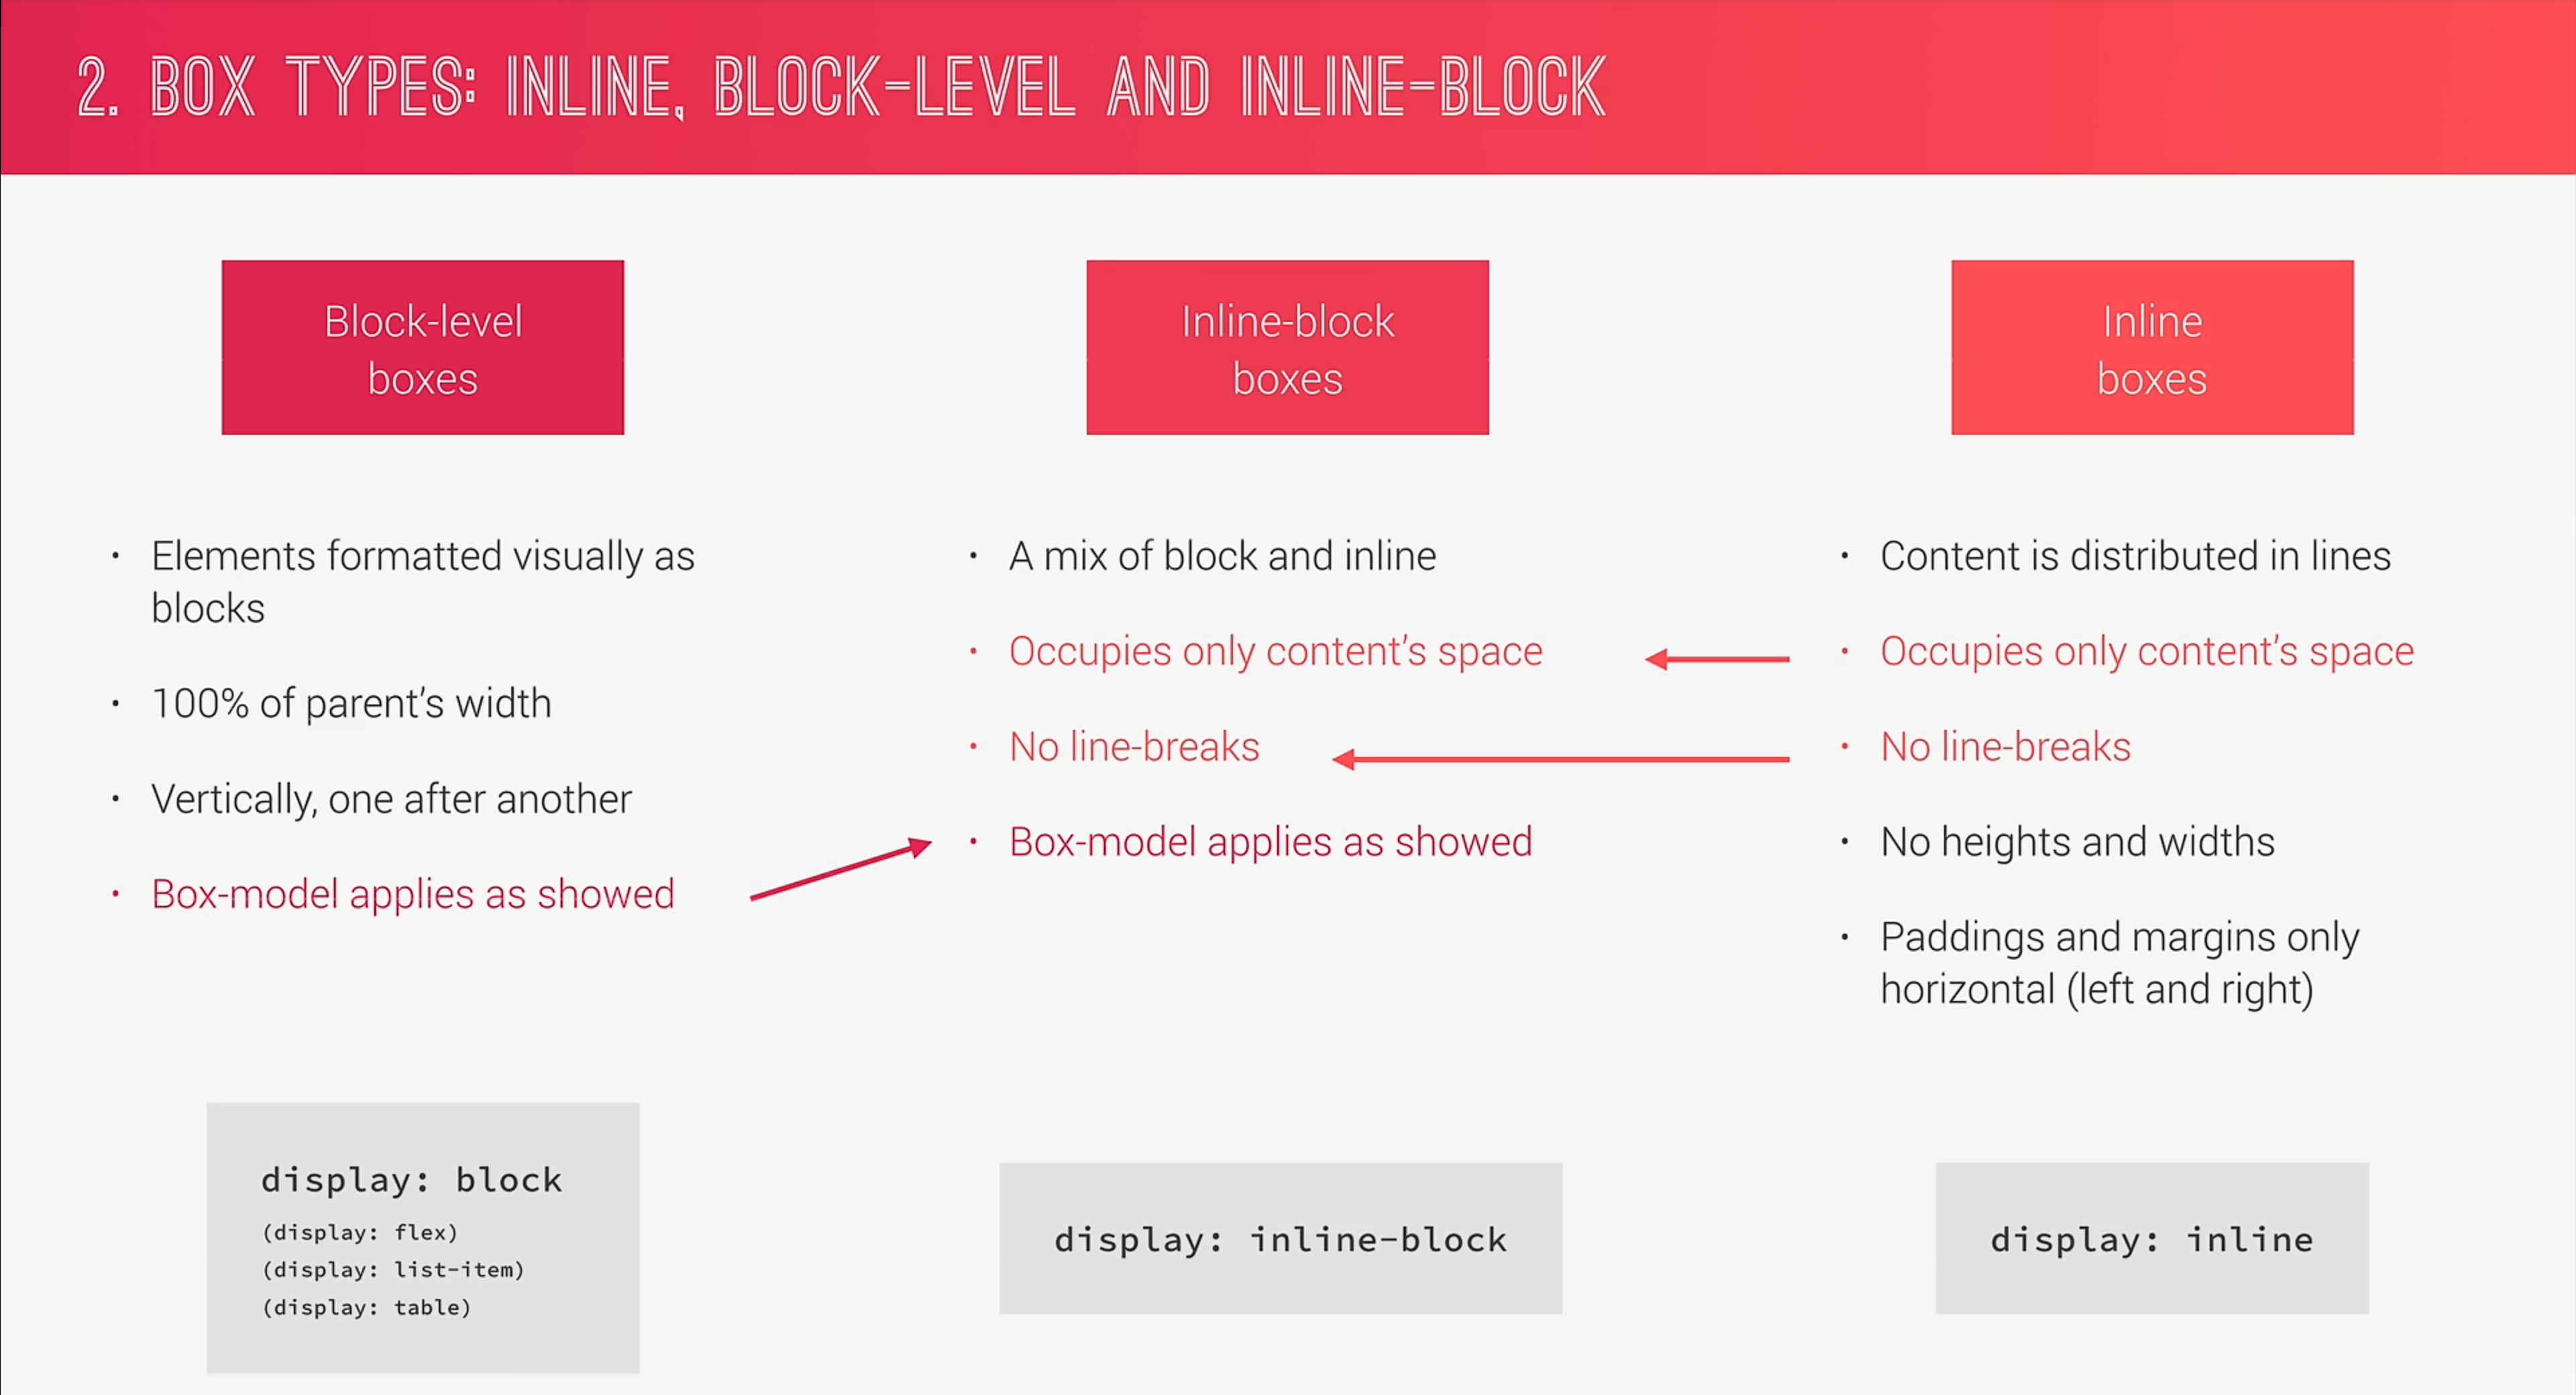 2. BOX TYPES: INLINE, BLOCK-LEVEL AND INLINE-BLOCK
Block-level
boxes
• Elements formatted visually as
blocks
• 100% of parent’s width
• Vertically, one after another
• Box-model applies as showed
display: block
(display: flex)
(display: list-item)
(display: table)
Inline-block
boxes
• A mix of block and inline
• Occupies only content’s space
• No line-breaks
• Box-model applies as showed
display: inline-block
Inline
boxes
• Content is distributed in lines
• Occupies only content’s space
• No line-breaks
• No heights and widths
• Paddings and margins only
horizontal (left and right)
display: inline